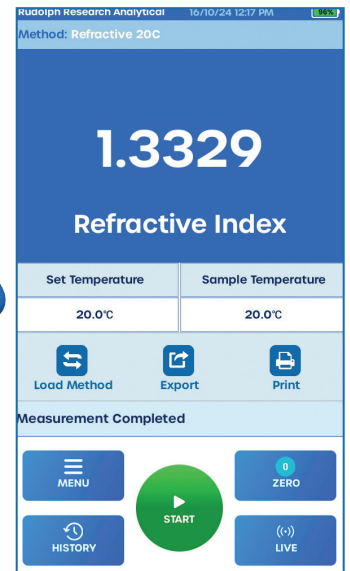 Rudolph Research Analytical 16/10/24 12:17 PM 96%
Method: Refractive 20C
1.3329
Refractive Index
Set Temperature Sample Temperature
20.0°C 20.0°C
Load Method Export Print
Measurement Completed
MENU
0
ZERO
START
HISTORY
LIVE